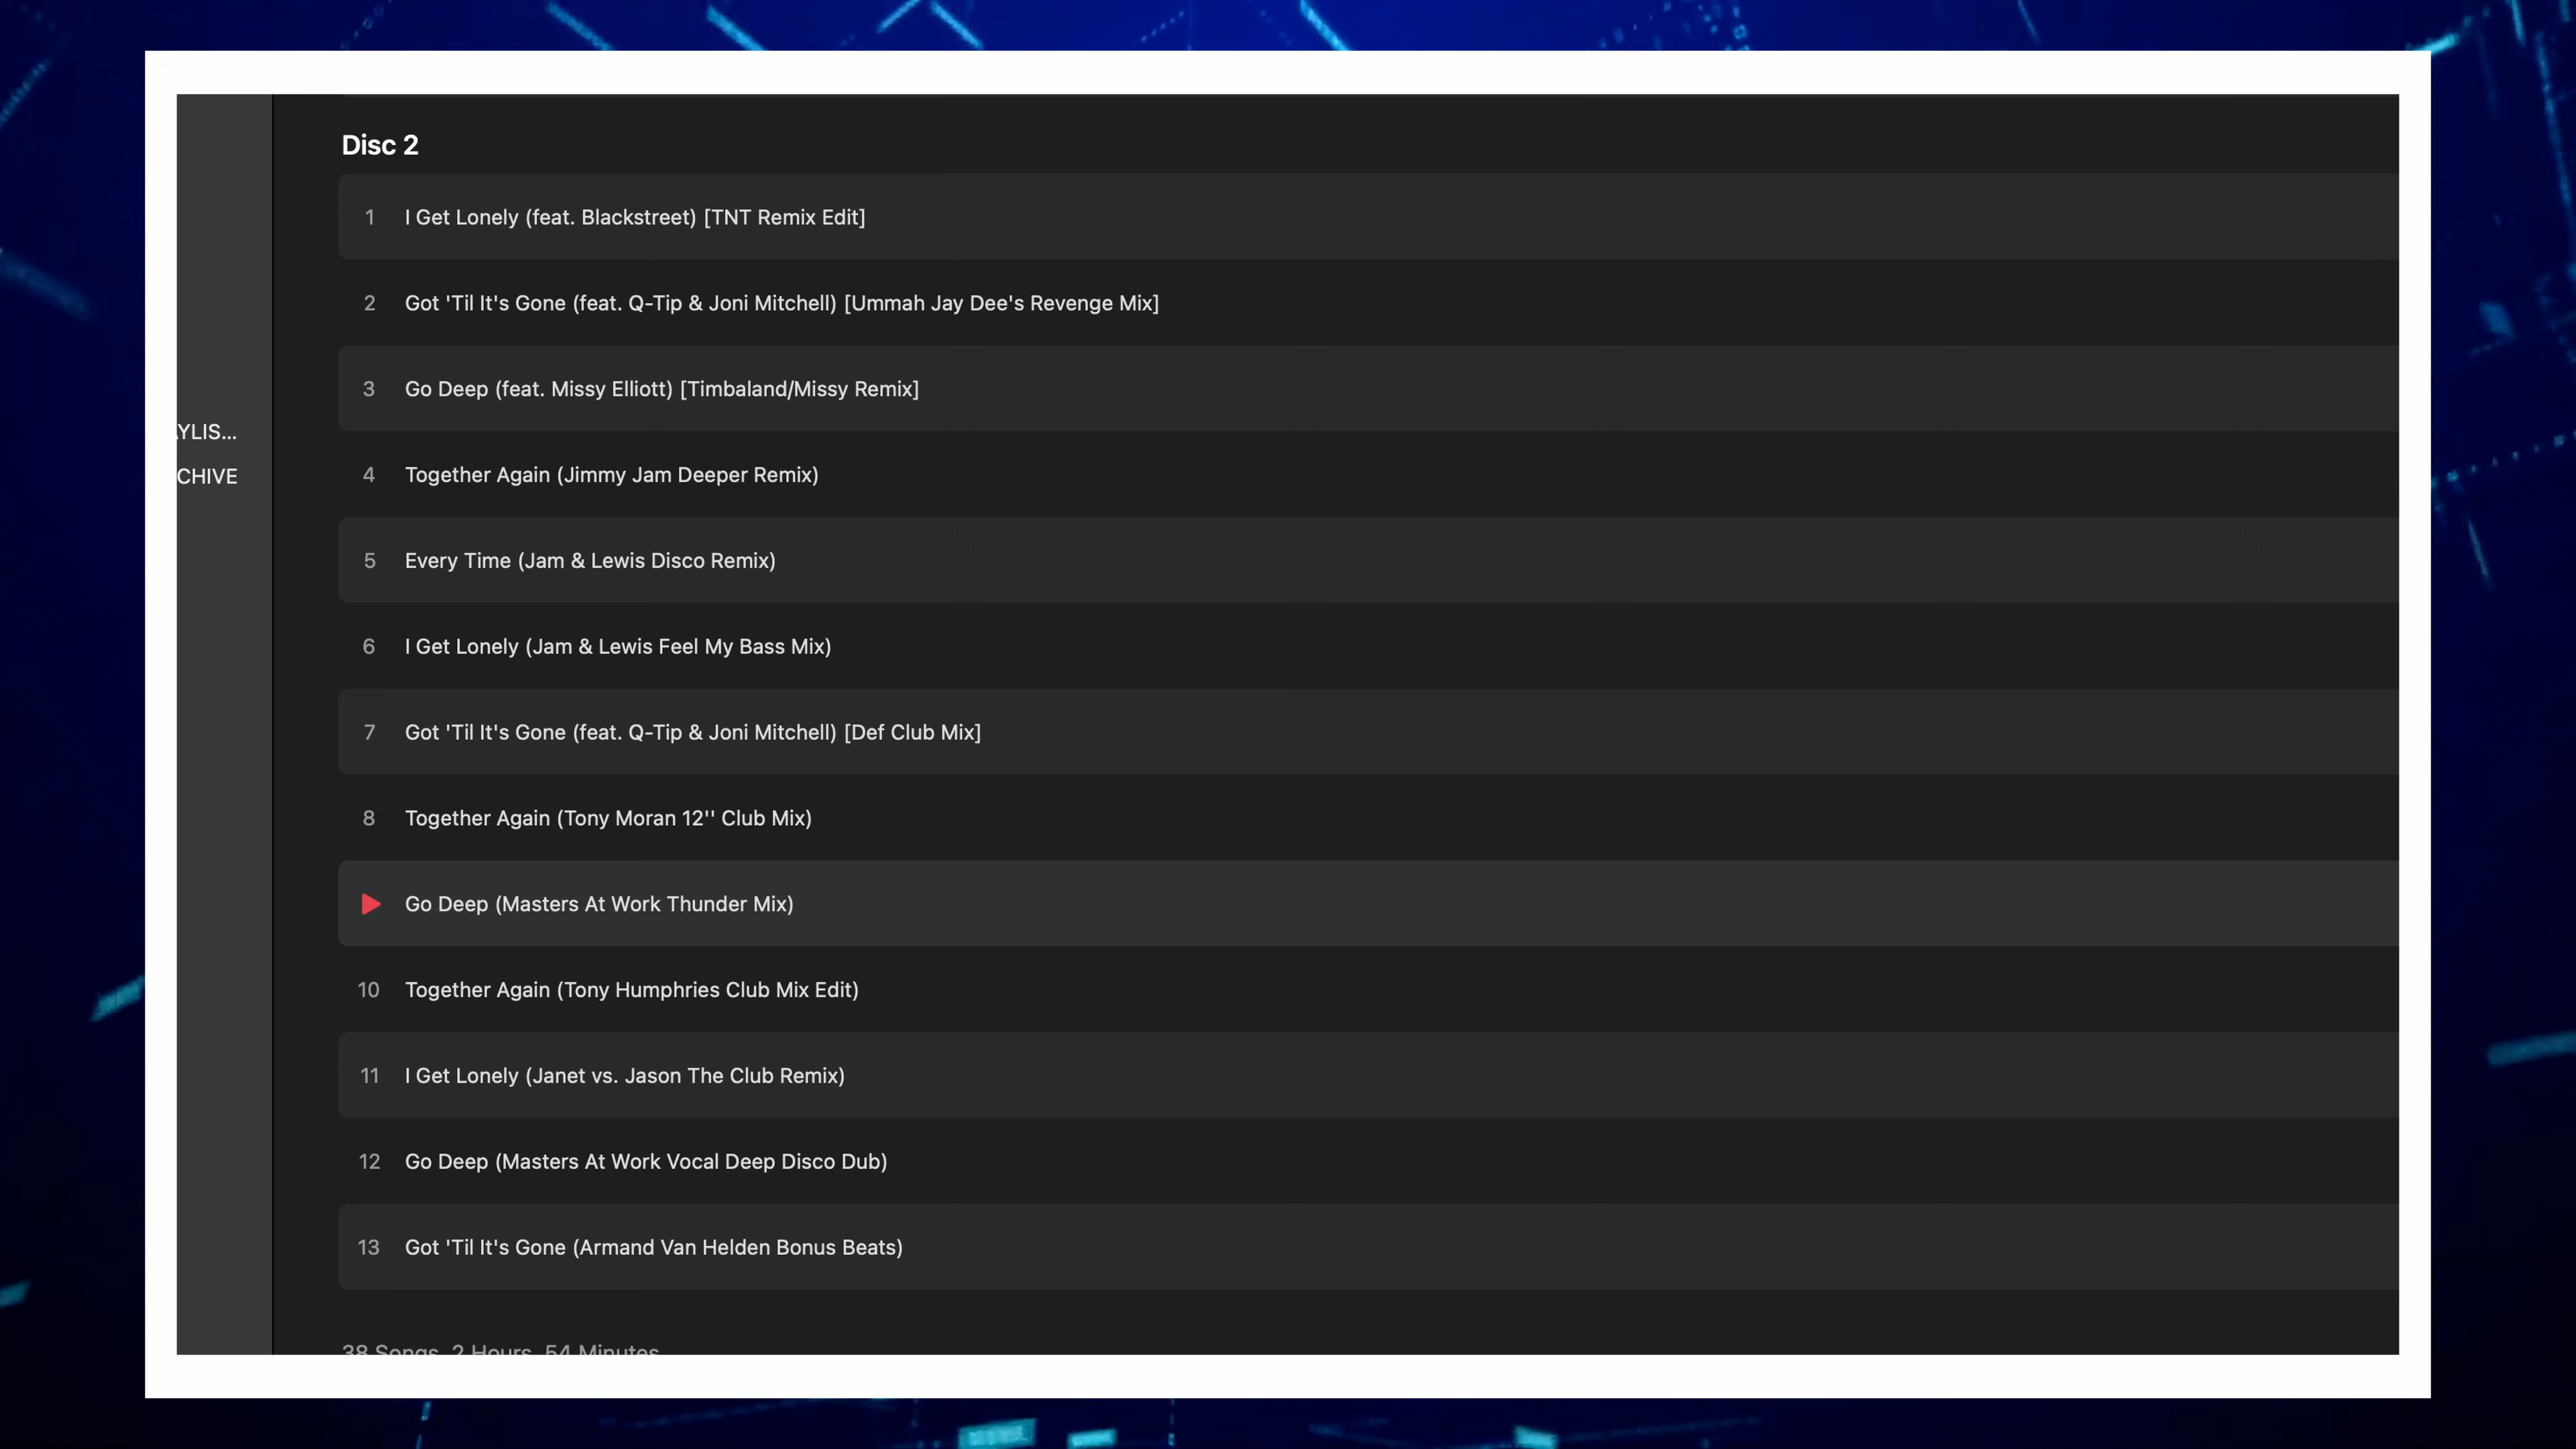 Disc 2
1 I Get Lonely (feat. Blackstreet) [TNT Remix Edit]
2 Got 'Til It's Gone (feat. Q-Tip & Joni Mitchell) [Ummah Jay Dee's Revenge Mix]
3 Go Deep (feat. Missy Elliott) [Timbaland/Missy Remix]
YLIS...
CHIVE
4 Together Again (Jimmy Jam Deeper Remix)
5 Every Time (Jam & Lewis Disco Remix)
6 I Get Lonely (Jam & Lewis Feel My Bass Mix)
7 Got 'Til It's Gone (feat. Q-Tip & Joni Mitchell) [Def Club Mix]
8 Together Again (Tony Moran 12'' Club Mix)
Go Deep (Masters At Work Thunder Mix)
10 Together Again (Tony Humphries Club Mix Edit)
11 I Get Lonely (Janet vs. Jason The Club Remix)
12 Go Deep (Masters At Work Vocal Deep Disco Dub)
13 Got 'Til It's Gone (Armand Van Helden Bonus Beats)
38 Songs, 2 Hours, 54 Minutes